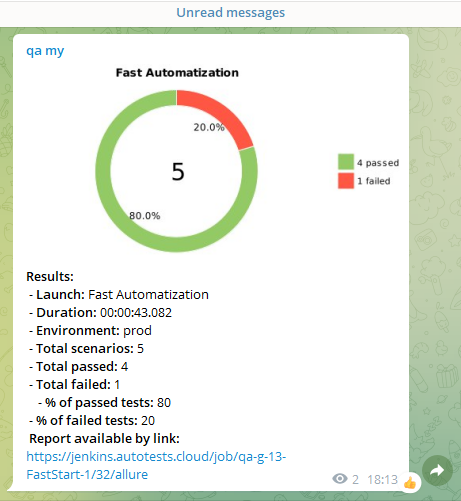 Unread messages
qa my
Fast Automatization
20.0%
5
4 passed
1 failed
80.0%
Results:
- Launch: Fast Automatization
- Duration: 00:00:43.082
- Environment: prod
- Total scenarios: 5
- Total passed: 4
- Total failed: 1
- % of passed tests: 80
- % of failed tests: 20
Report available by link:
https://jenkins.autotests.cloud/job/qa-g-13-
FastStart-1/32/allure
2 18:13